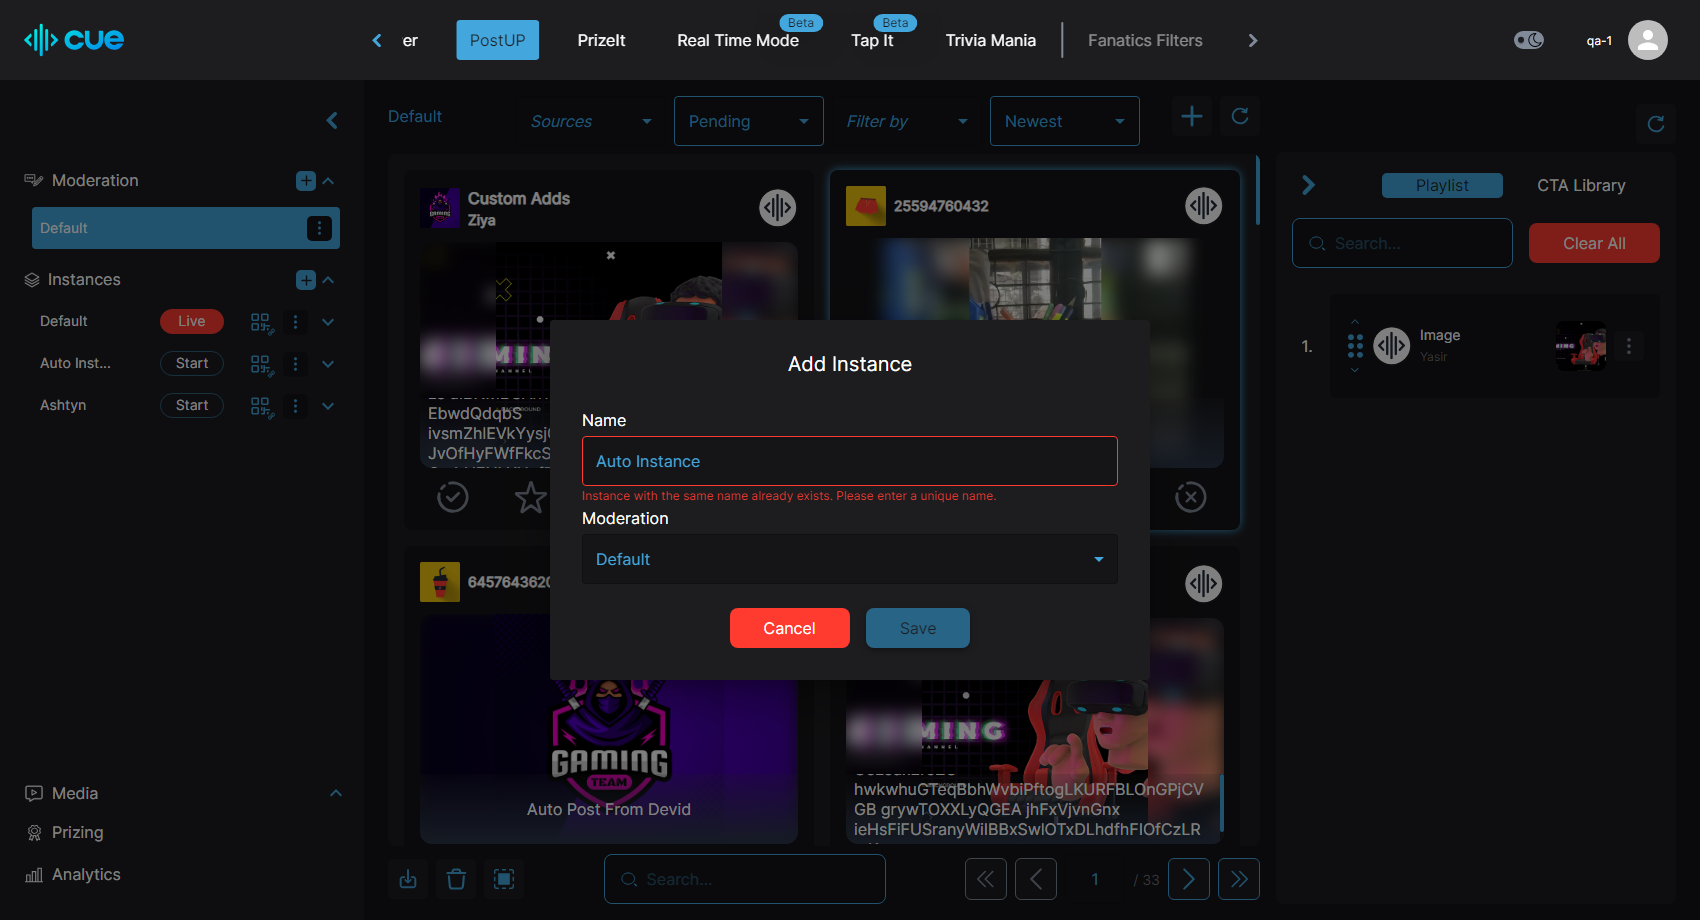 cue
er
PostUP
PrizeIt
Real Time Mode
Beta
Tap It
Beta
Trivia Mania
Fanatics Filters
qa-1
Default
Sources
Pending
Filter by
Newest
Moderation
Default
Instances
Default
Live
Auto Inst...
Start
Ashtyn
Start
Media
Prizing
Analytics
Custom Adds
Ziya
EbwdQdqbS
JvOfHyFWfFkcS
25594760432
Add Instance
Name
Auto Instance
Instance with the same name already exists. Please enter a unique name.
Moderation
Default
Cancel
Save
GAMING
TEAM
Auto Post From Devid
MING
hwkwhuGTeqBbhWvbiPftogLKURFBLOnGPjCV
GB grywTOXXLyQGEA jhFxVjvnGnx
ieHsFiFUSranyWilBBxSwlOTxDLhdfhFIOfCzLR
Search...
1
/ 33
Playlist
CTA Library
Search...
Clear All
1.
Image
Yasir